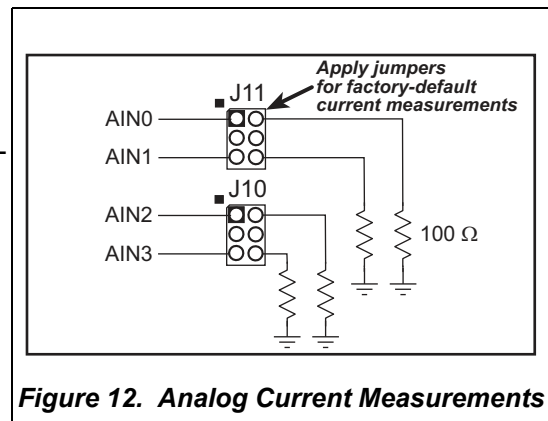 Apply jumpers
for factory-default
current measurements
J11
AIN0
AIN1
J10
AIN2
AIN3
100 Ω
Figure 12. Analog Current Measurements